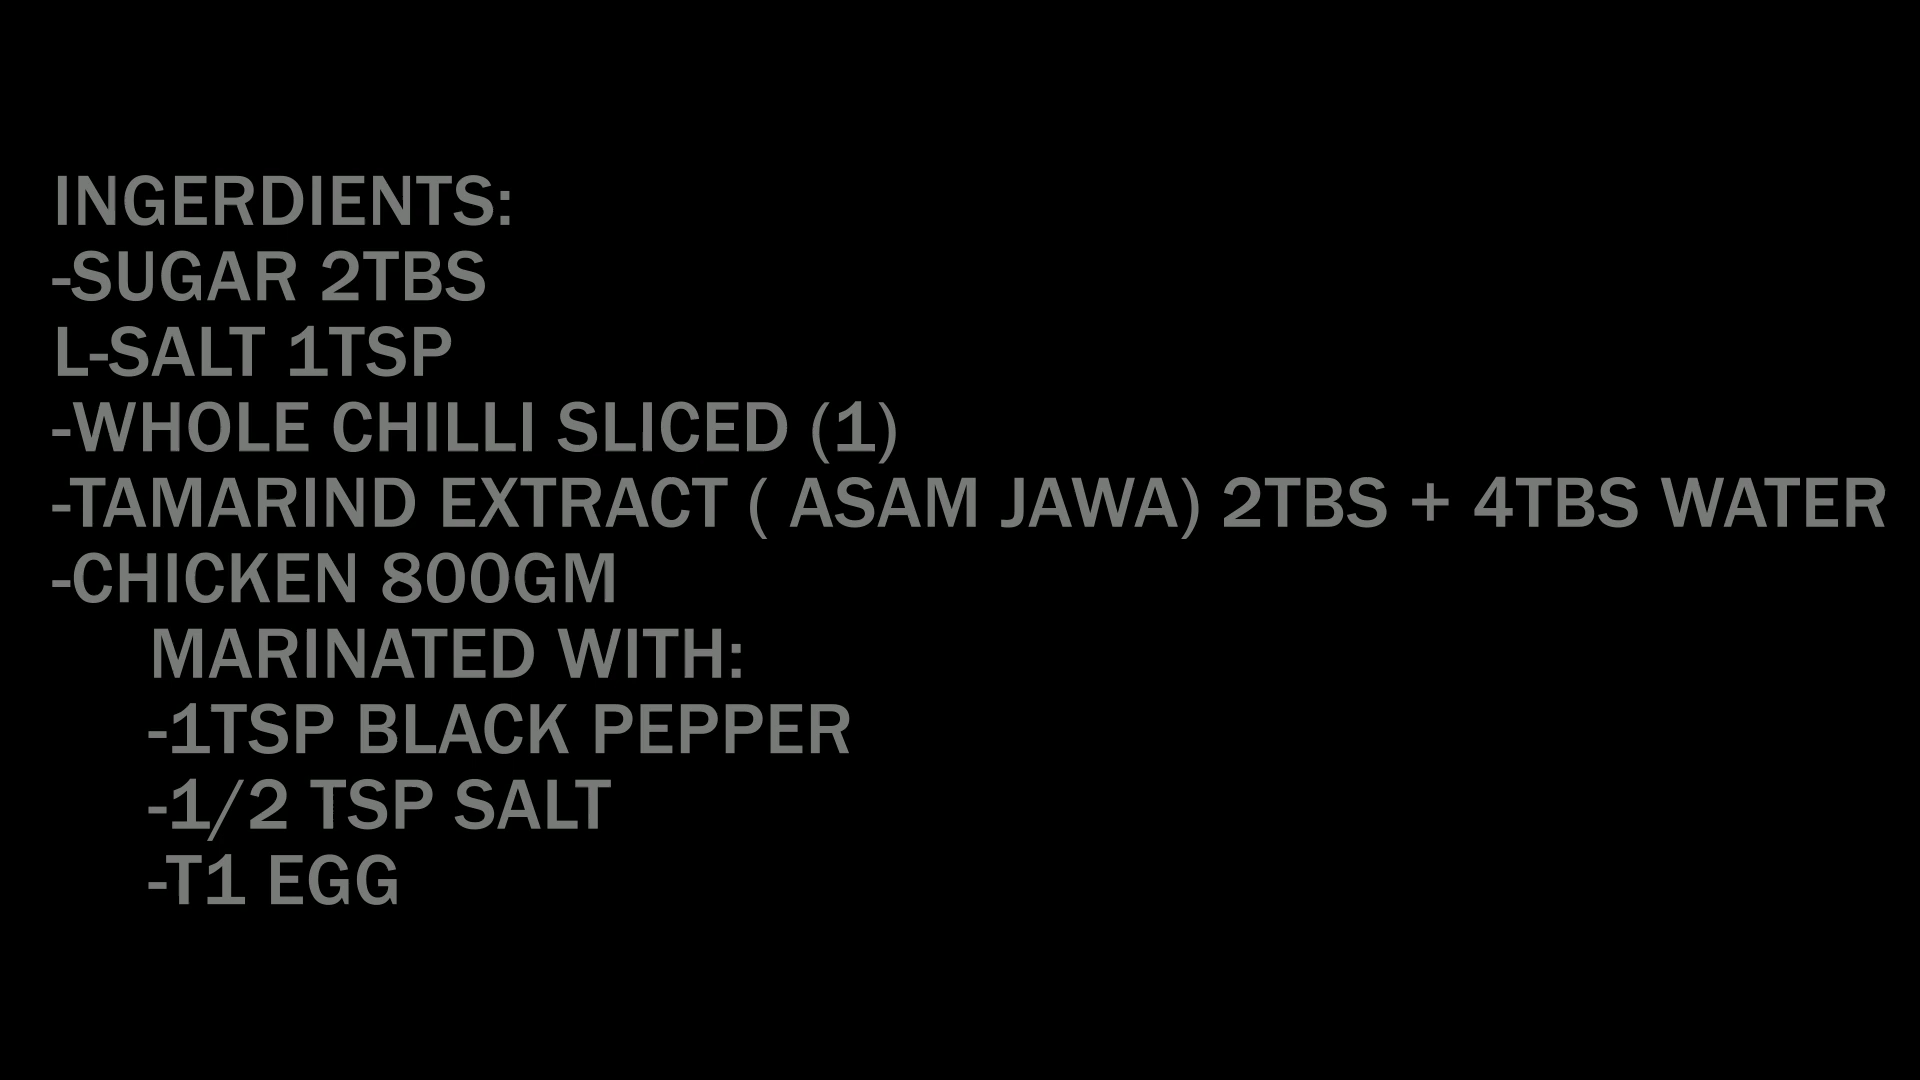 INGERDIENTS:
-SUGAR 2TBS
L-SALT 1TSP
-WHOLE CHILLI SLICED (1)
-TAMARIND EXTRACT ( ASAM JAWA) 2TBS + 4TBS WATER
-CHICKEN 800GM
MARINATED WITH:
-1TSP BLACK PEPPER
-1/2 TSP SALT
-T1 EGG